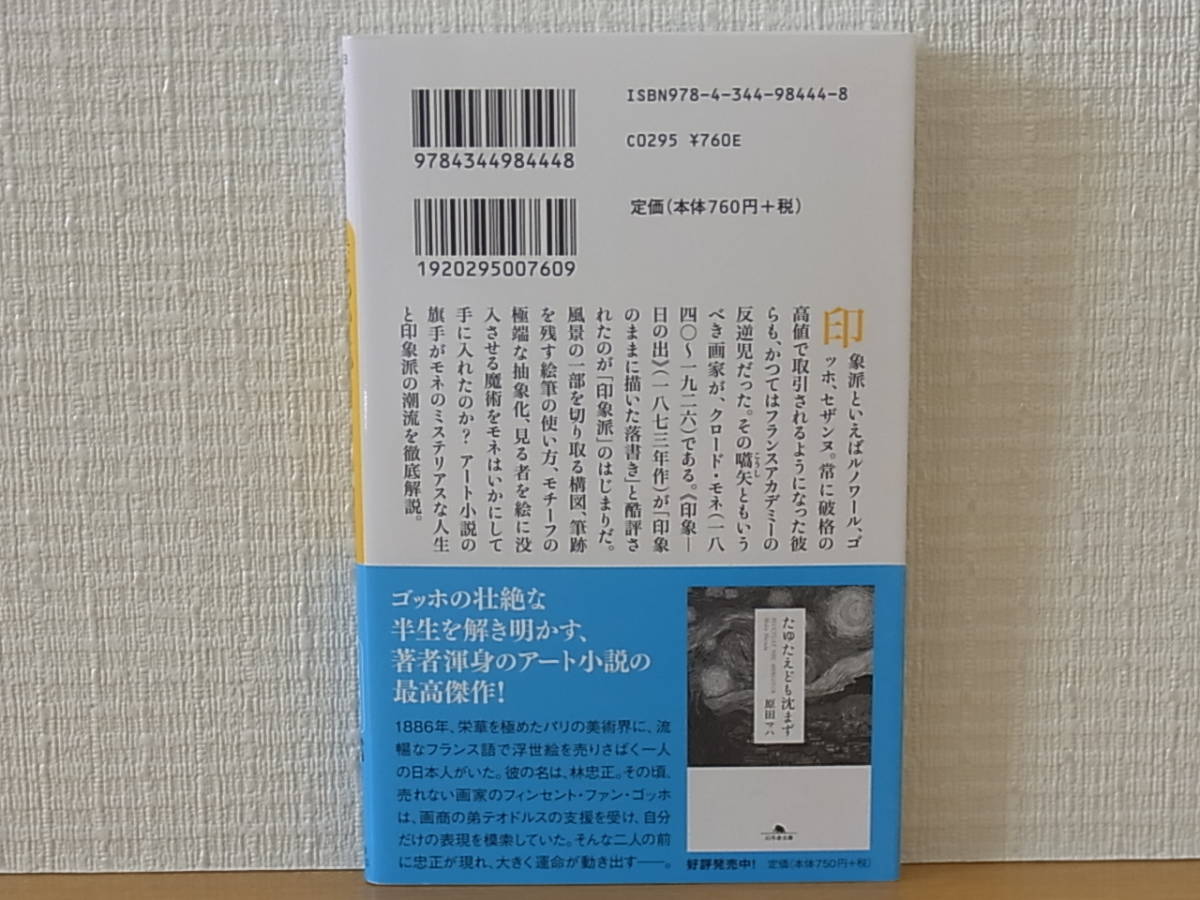 9784344984448
1920295007609
ISBN978-4-344-98444-8
C0295 ¥760E
定価(本体760円+税)
印象派といえばルノワール、ゴ
ッホ、セザンヌ。常に破格の
高値で取引されるようになった彼
らも、かつてはフランスアカデミーの
反逆児だった。その嚆矢ともいう
こうし
べき画家が、クロード・モネ(一八
四〇〜一九二六)である。《印象—
日の出》(一八七三年作)が「印象
のままに描いた落書き」と酷評さ
れたのが「印象派」のはじまりだ。
風景の一部を切り取る構図、筆跡
を残す絵筆の使い方、モチーフの
極端な抽象化、見る者を絵に没
入させる魔術をモネはいかにして
手に入れたのか? アート小説の
旗手がモネのミステリアスな人生
と印象派の潮流を徹底解説。
ゴッホの壮絶な
半生を解き明かす、
著者渾身のアート小説の
最高傑作!
1886年、栄華を極めたパリの美術界に、流
暢なフランス語で浮世絵を売りさばく一人
の日本人がいた。彼の名は、林忠正。その頃、
売れない画家のフィンセント・ファン・ゴッホ
は、画商の弟テオドルスの支援を受け、自分
だけの表現を模索していた。そんな二人の前
に忠正が現れ、大きく運命が動き出す――。
たゆたえども沈まず
原田マハ
幻冬舎文庫
好評発売中! 定価(本体750円+税)